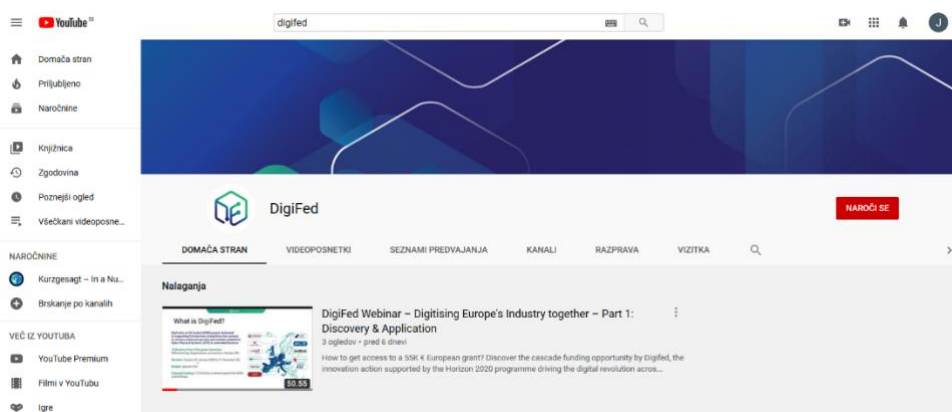 YouTube SI
digifed
J
Domača stran
Priljubljeno
Naročnine
Knjižnica
Zgodovina
Poznejši ogled
Všečkani videoposne...
NAROČNINE
Kurzgesagt – In a Nu...
Brskanje po kanalih
VEČ IZ YOUTUBA
YouTube Premium
Filmi v YouTubu
Igre
DigiFed
NAROČI SE
DOMAČA STRAN VIDEOPOSNETKI SEZNAMI PREDVAJANJA KANALI RAZPRAVA VIZITKA
Nalaganja
What is DigiFed?
50.55
DigiFed Webinar – Digitising Europe's Industry together – Part 1:
Discovery & Application
3 ogledov • pred 6 dnevi
How to get access to a 55K € European grant? Discover the cascade funding opportunity by Digifed, the
innovation action supported by the Horizon 2020 programme driving the digital revolution acros...